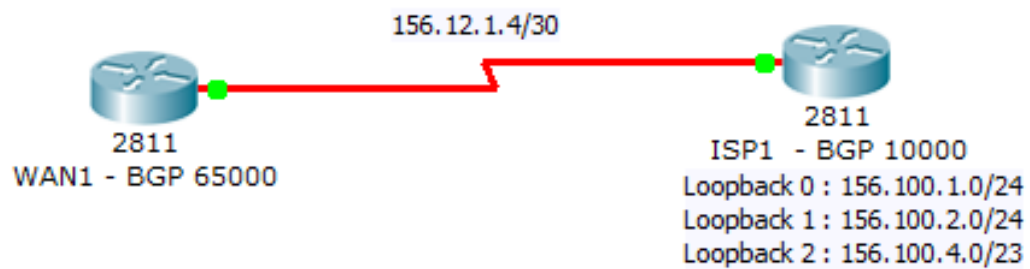 156.12.1.4/30
2811
WAN1 - BGP 65000
2811
ISP1 - BGP 10000
Loopback 0 : 156.100.1.0/24
Loopback 1 : 156.100.2.0/24
Loopback 2 : 156.100.4.0/23